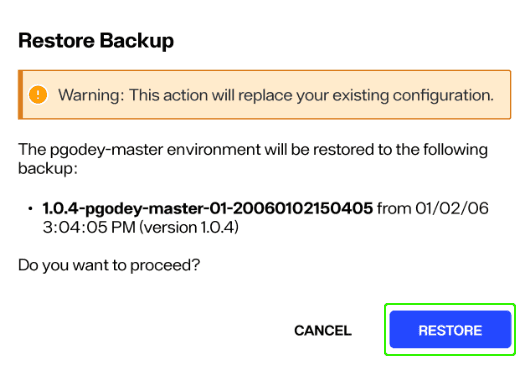 Restore Backup
Warning: This action will replace your existing configuration.
The pgodey-master environment will be restored to the following
backup:
• 1.0.4-pgodey-master-01-20060102150405 from 01/02/06
3:04:05 PM (version 1.0.4)
Do you want to proceed?
CANCEL RESTORE